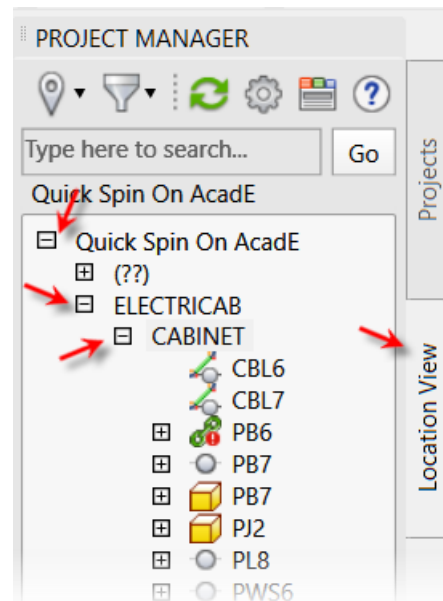 PROJECT MANAGER
?
Type here to search...
Go
Quick Spin On AcadE
Quick Spin On AcadE
(??)
ELECTRICAB
CABINET
CBL6
CBL7
PB6
PB7
PB7
PJ2
PL8
PWS6
Projects
Location View